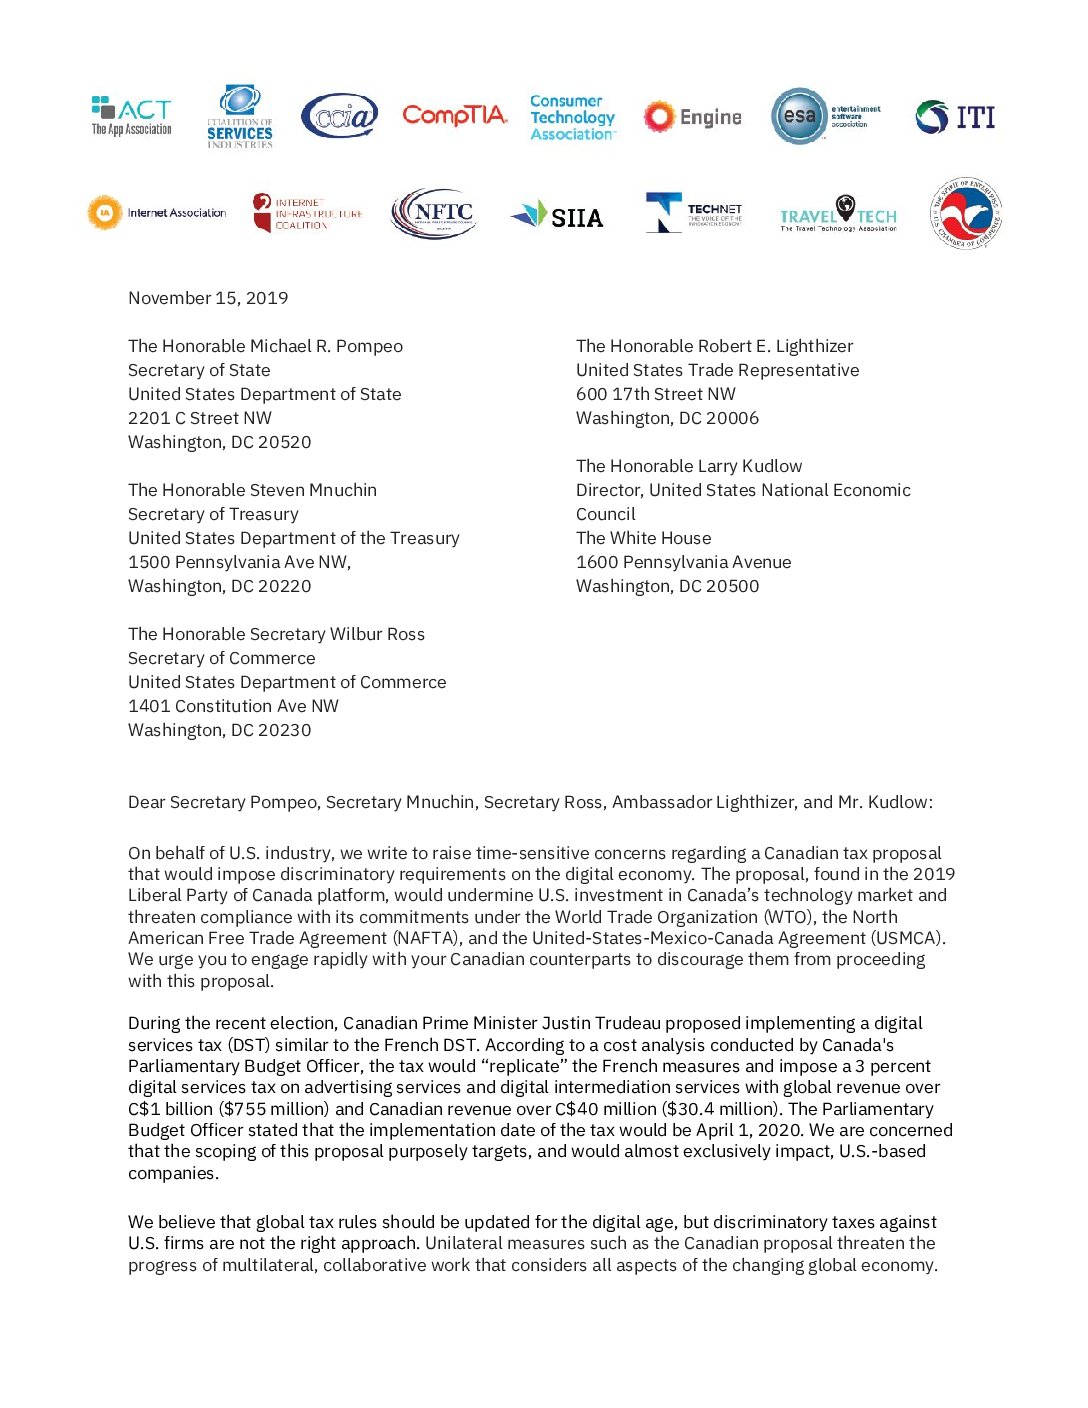 ACT
The App Association
COALITION OF
SERVICES
INDUSTRIES
ccia
CompTIA
Consumer
Technology
Association
Engine
esa
entertainment
software
association
ITI
IA Internet Association
INTERNET
INFRASTRUCTURE
COALITION
NFTC
SIIA
TECHNET
THE VOICE OF THE
INNOVATION ECONOMY
TRAVEL TECH
The Travel Technology Association
THE SPIRIT OF ENTERPRISE
U.S. CHAMBER OF COMMERCE
November 15, 2019
The Honorable Michael R. Pompeo
Secretary of State
United States Department of State
2201 C Street NW
Washington, DC 20520
The Honorable Steven Mnuchin
Secretary of Treasury
United States Department of the Treasury
1500 Pennsylvania Ave NW,
Washington, DC 20220
The Honorable Secretary Wilbur Ross
Secretary of Commerce
United States Department of Commerce
1401 Constitution Ave NW
Washington, DC 20230
The Honorable Robert E. Lighthizer
United States Trade Representative
600 17th Street NW
Washington, DC 20006
The Honorable Larry Kudlow
Director, United States National Economic
Council
The White House
1600 Pennsylvania Avenue
Washington, DC 20500
Dear Secretary Pompeo, Secretary Mnuchin, Secretary Ross, Ambassador Lighthizer, and Mr. Kudlow:
On behalf of U.S. industry, we write to raise time-sensitive concerns regarding a Canadian tax proposal
that would impose discriminatory requirements on the digital economy. The proposal, found in the 2019
Liberal Party of Canada platform, would undermine U.S. investment in Canada’s technology market and
threaten compliance with its commitments under the World Trade Organization (WTO), the North
American Free Trade Agreement (NAFTA), and the United-States-Mexico-Canada Agreement (USMCA).
We urge you to engage rapidly with your Canadian counterparts to discourage them from proceeding
with this proposal.
During the recent election, Canadian Prime Minister Justin Trudeau proposed implementing a digital
services tax (DST) similar to the French DST. According to a cost analysis conducted by Canada's
Parliamentary Budget Officer, the tax would “replicate” the French measures and impose a 3 percent
digital services tax on advertising services and digital intermediation services with global revenue over
C$1 billion ($755 million) and Canadian revenue over C$40 million ($30.4 million). The Parliamentary
Budget Officer stated that the implementation date of the tax would be April 1, 2020. We are concerned
that the scoping of this proposal purposely targets, and would almost exclusively impact, U.S.-based
companies.
We believe that global tax rules should be updated for the digital age, but discriminatory taxes against
U.S. firms are not the right approach. Unilateral measures such as the Canadian proposal threaten the
progress of multilateral, collaborative work that considers all aspects of the changing global economy.